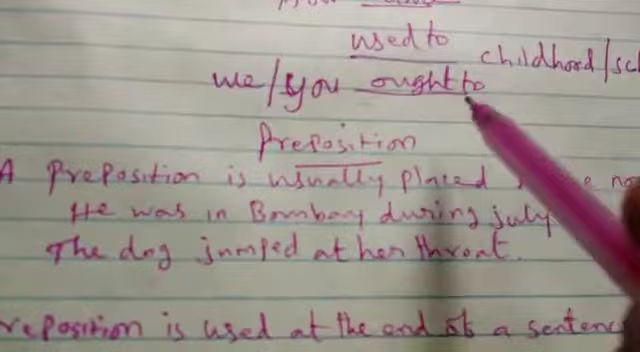 used to
childhood/
we/you ought to
Preposition
A Preposition is usually placed
He was in Bombay during july
The dog jumped at her throat.
reposition is used at the end of a sentenc